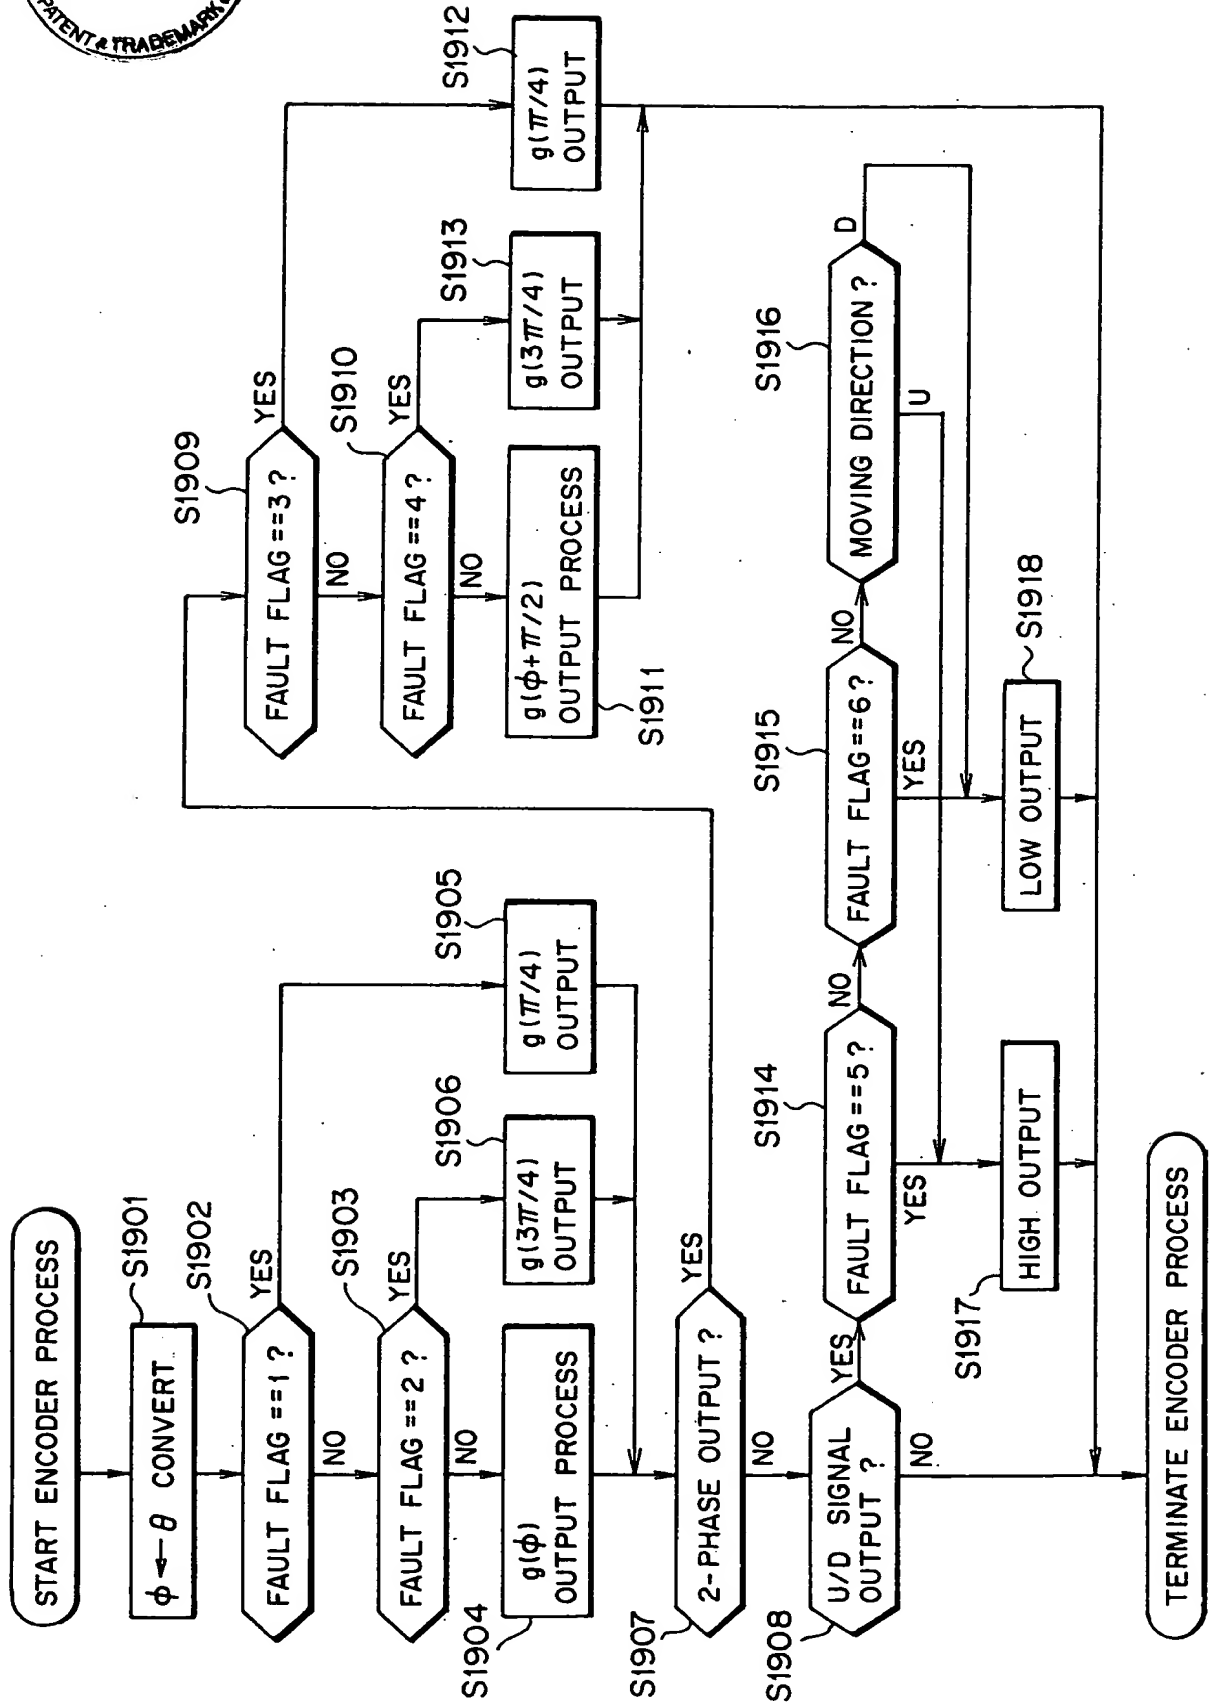 PATENT & TRADEMARK
START ENCODER PROCESS
S1901
ϕ ← θ CONVERT
S1902
FAULT FLAG ==1 ?
YES
NO
S1903
FAULT FLAG ==2 ?
YES
NO
S1904
g(ϕ)
OUTPUT PROCESS
S1906
g(3π/4)
OUTPUT
S1905
g(π/4)
OUTPUT
S1907
2-PHASE OUTPUT ?
YES
NO
S1908
U/D SIGNAL
OUTPUT ?
YES
NO
S1909
FAULT FLAG ==3 ?
YES
NO
S1910
FAULT FLAG ==4 ?
YES
NO
S1911
g(ϕ+π/2)
OUTPUT PROCESS
S1913
g(3π/4)
OUTPUT
S1912
g(π/4)
OUTPUT
S1914
FAULT FLAG ==5 ?
NO
YES
S1915
FAULT FLAG ==6 ?
NO
YES
S1916
MOVING DIRECTION ?
D
U
S1917
HIGH OUTPUT
S1918
LOW OUTPUT
TERMINATE ENCODER PROCESS